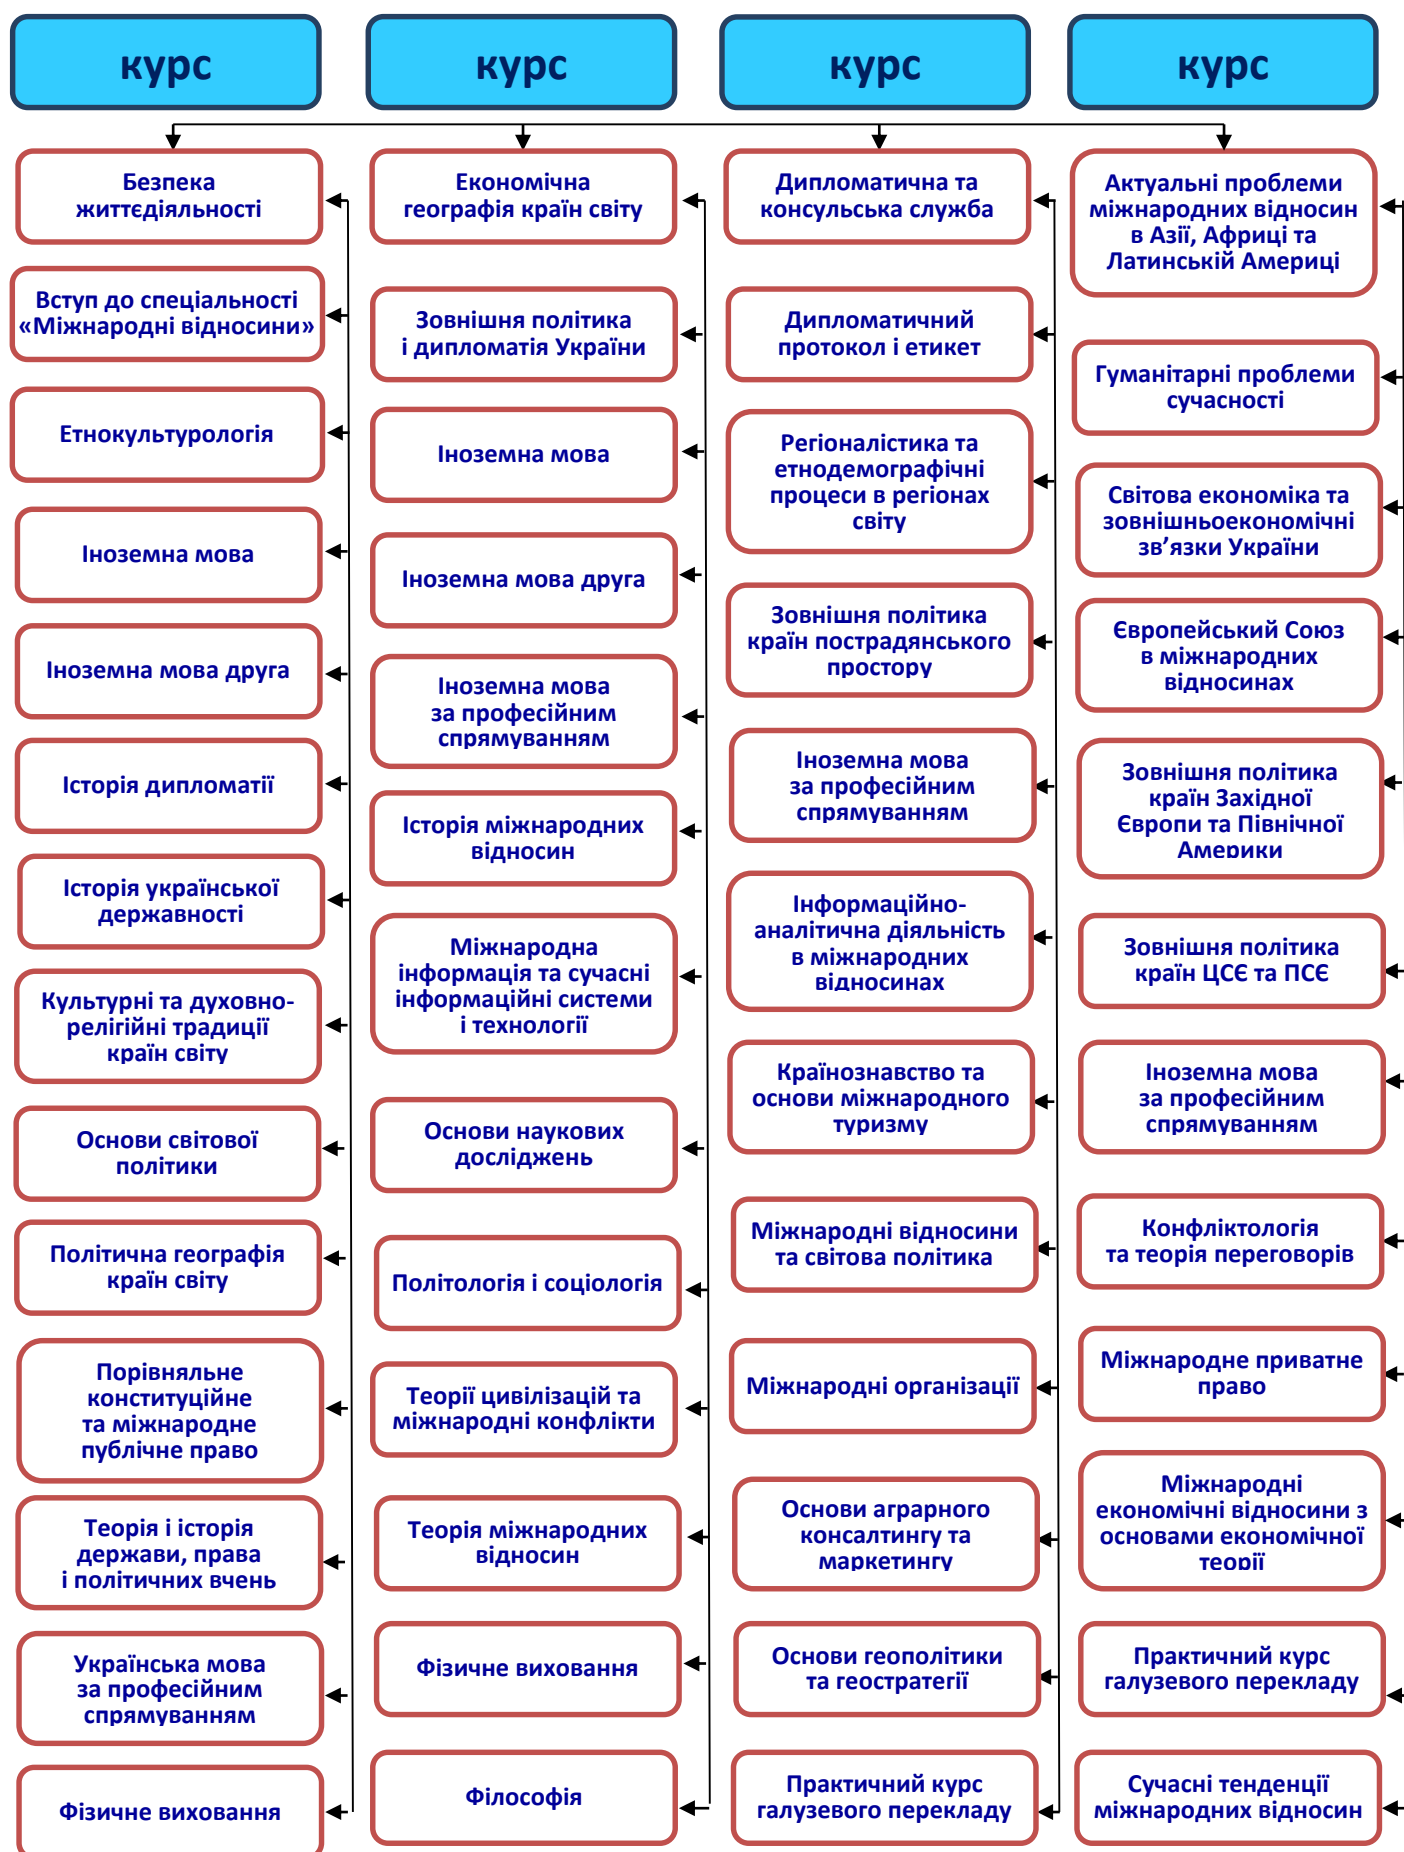 курс
курс
курс
курс
Безпека
життєдіяльності
Вступ до спеціальності
«Міжнародні відносини»
Етнокультурологія
Іноземна мова
Іноземна мова друга
Історія дипломатії
Історія української
державності
Культурні та духовно-
релігійні традиції
країн світу
Основи світової
політики
Політична географія
країн світу
Порівняльне
конституційне
та міжнародне
публічне право
Теорія і історія
держави, права
і політичних вчень
Українська мова
за професійним
спрямуванням
Фізичне виховання
Економічна
географія країн світу
Зовнішня політика
і дипломатія України
Іноземна мова
Іноземна мова друга
Іноземна мова
за професійним
спрямуванням
Історія міжнародних
відносин
Міжнародна
інформація та сучасні
інформаційні системи
і технології
Основи наукових
досліджень
Політологія і соціологія
Теорії цивілізацій та
міжнародні конфлікти
Теорія міжнародних
відносин
Фізичне виховання
Філософія
Дипломатична та
консульська служба
Дипломатичний
протокол і етикет
Регіоналістика та
етнодемографічні
процеси в регіонах
світу
Зовнішня політика
країн пострадянського
простору
Іноземна мова
за професійним
спрямуванням
Інформаційно-
аналітична діяльність
в міжнародних
відносинах
Країнознавство та
основи міжнародного
туризму
Міжнародні відносини
та світова політика
Міжнародні організації
Основи аграрного
консалтингу та
маркетингу
Основи геополітики
та геостратегії
Практичний курс
галузевого перекладу
Актуальні проблеми
міжнародних відносин
в Азії, Африці та
Латинській Америці
Гуманітарні проблеми
сучасності
Світова економіка та
зовнішньоекономічні
зв’язки України
Європейський Союз
в міжнародних
відносинах
Зовнішня політика
країн Західної
Європи та Північної
Америки
Зовнішня політика
країн ЦСЄ та ПСЄ
Іноземна мова
за професійним
спрямуванням
Конфліктологія
та теорія переговорів
Міжнародне приватне
право
Міжнародні
економічні відносини з
основами економічної
теорії
Практичний курс
галузевого перекладу
Сучасні тенденції
міжнародних відносин